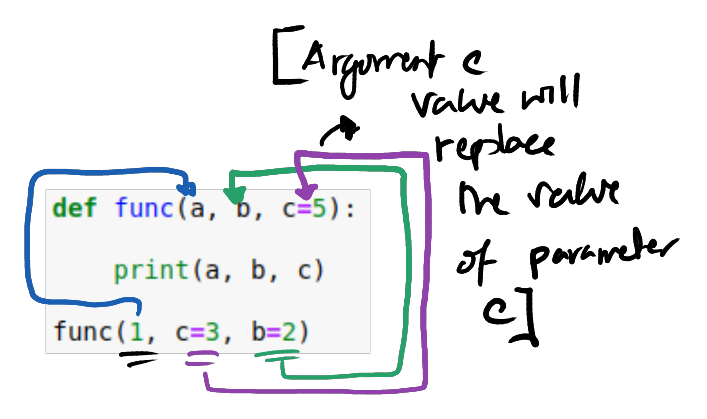 [Argument c
value will
replace
the value
of parameter
c]
def func(a, b, c=5):
print(a, b, c)
func(1, c=3, b=2)